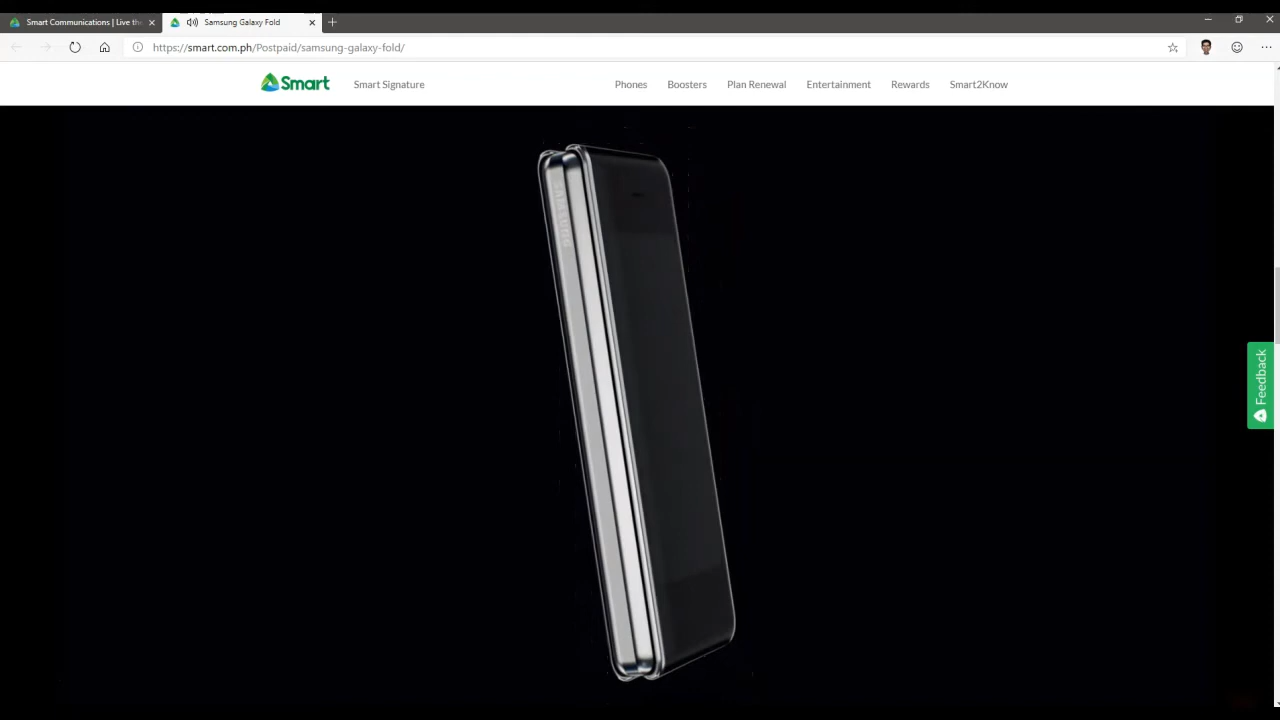 Smart Communications | Live the
Samsung Galaxy Fold
https://smart.com.ph/Postpaid/samsung-galaxy-fold/
Smart
Smart Signature
Phones
Boosters
Plan Renewal
Entertainment
Rewards
Smart2Know
SAMSUNG
Feedback